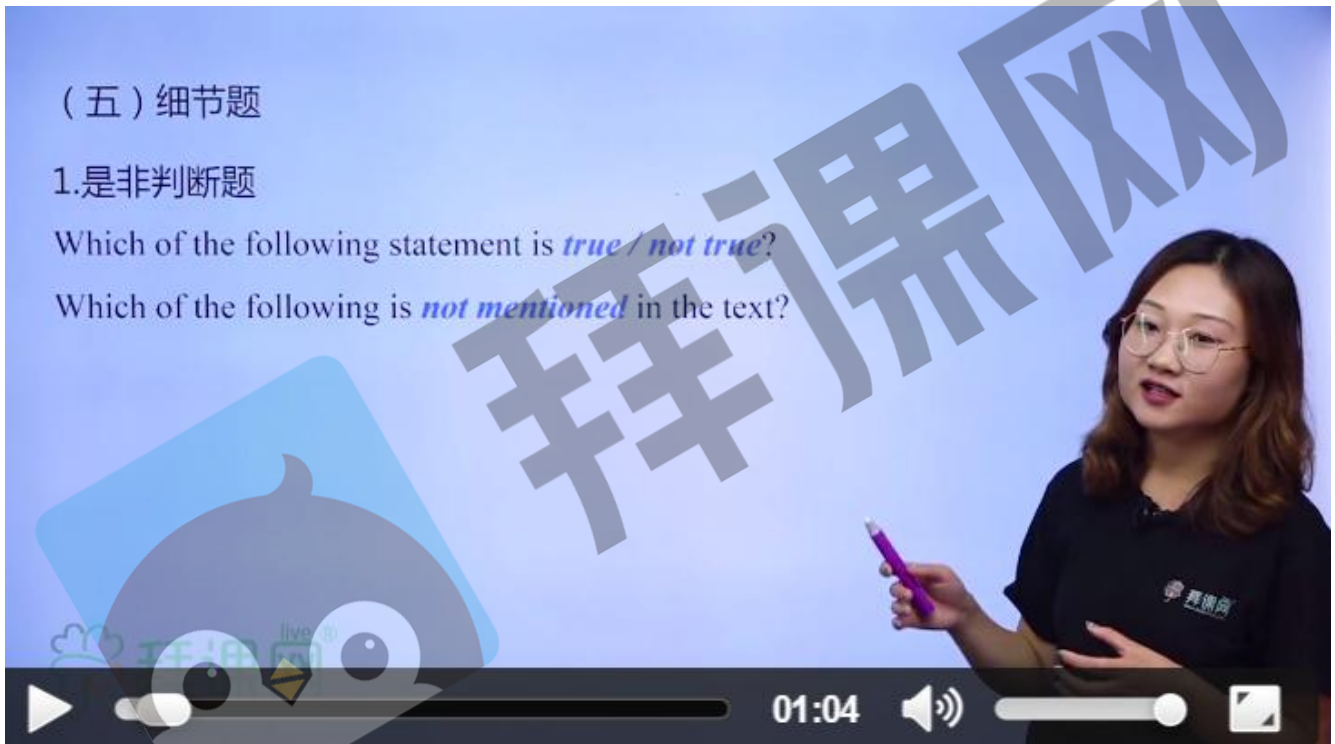 （五）细节题
1.是非判断题
Which of the following statement is true / not true?
Which of the following is not mentioned in the text?
拜课网
拜课网
live ®
拜课网
01:04